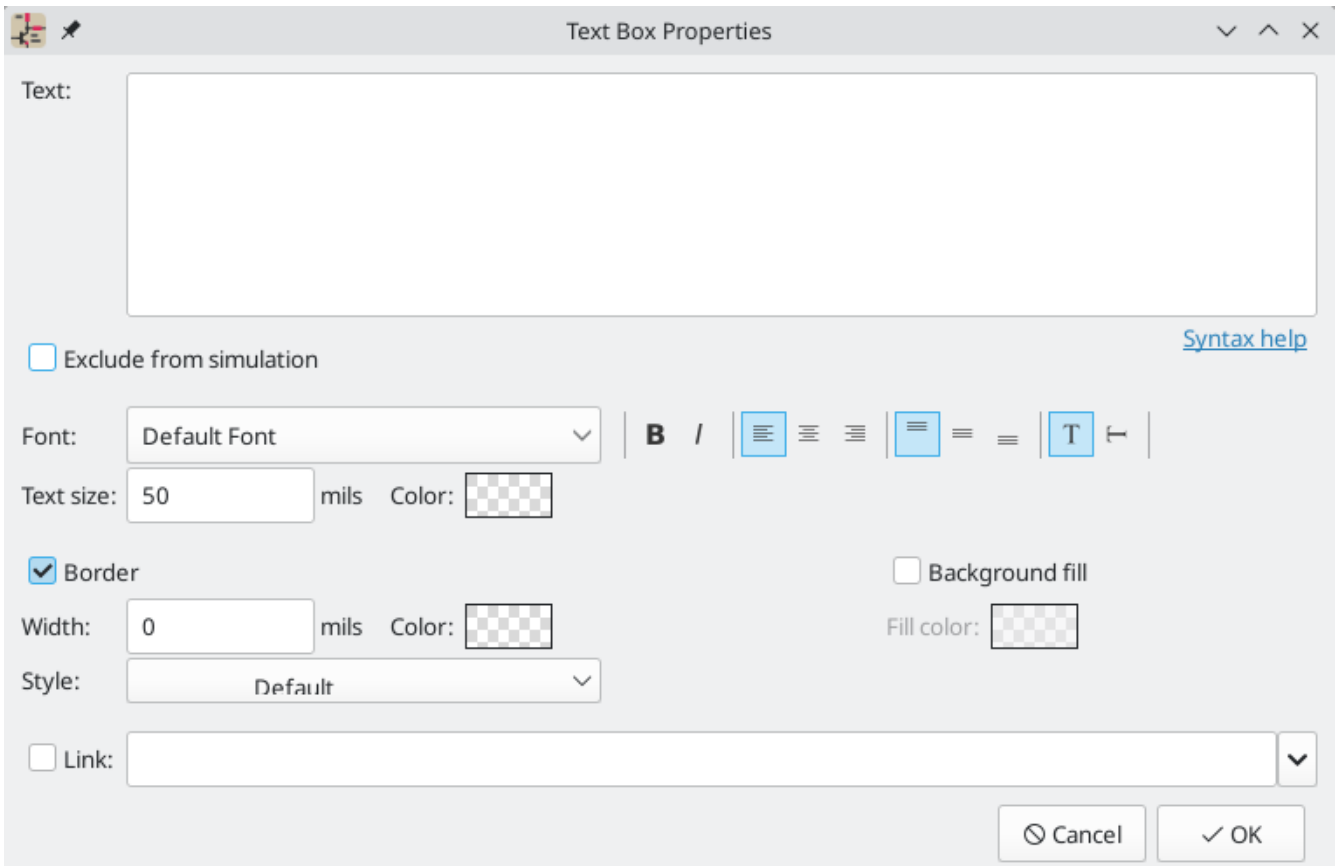 Text Box Properties
Text:
Syntax help
Exclude from simulation
Font: Default Font B I T T
Text size: 50 mils Color:
Border Background fill
Width: 0 mils Color: Fill color:
Style: Default
Link:
Cancel OK